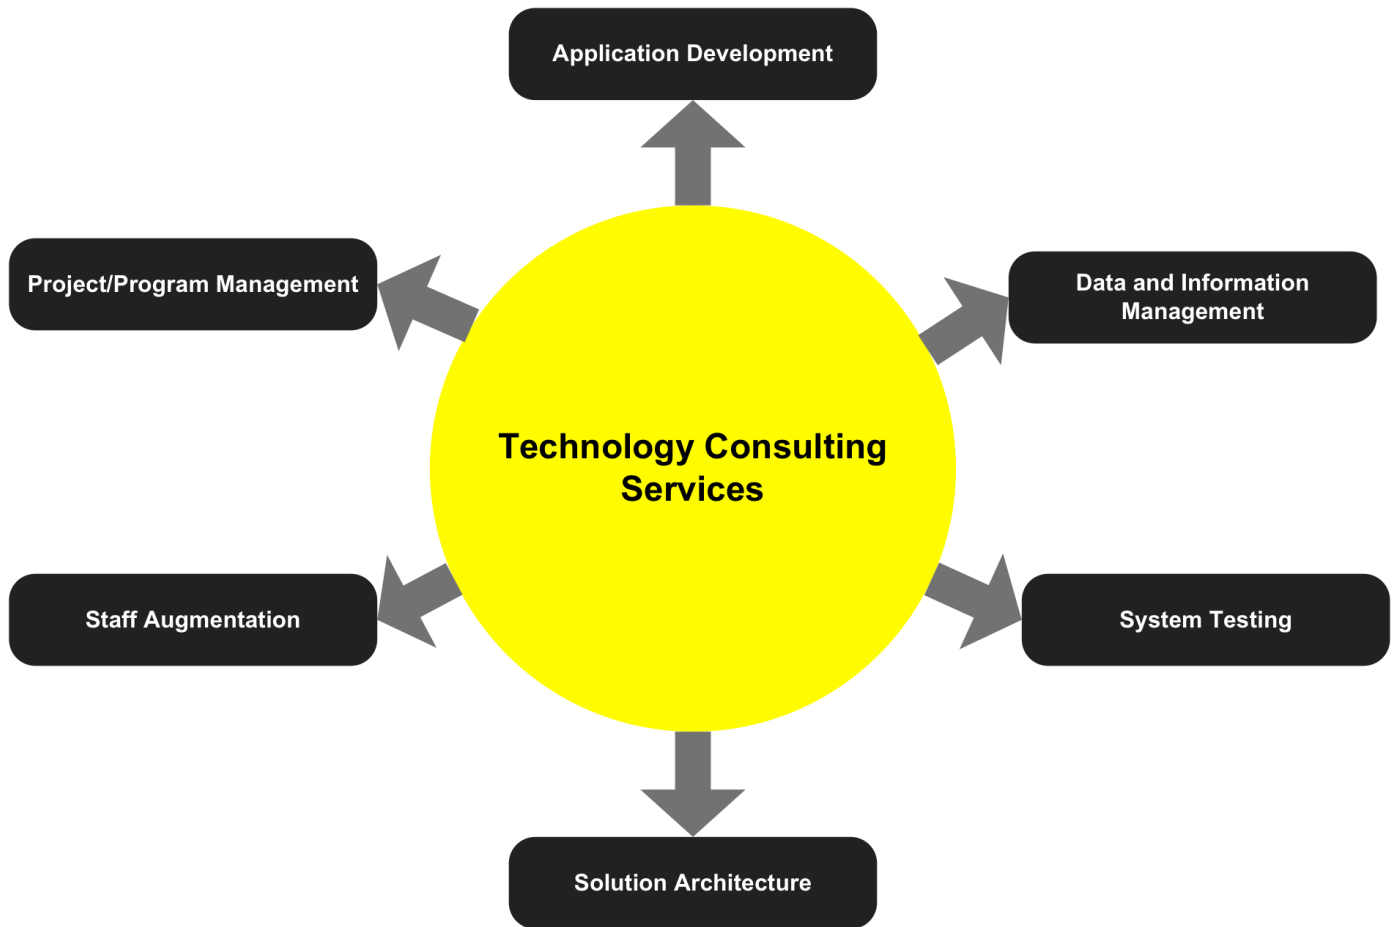 Application Development
Project/Program Management
Data and Information
Management
Technology Consulting
Services
Staff Augmentation
System Testing
Solution Architecture